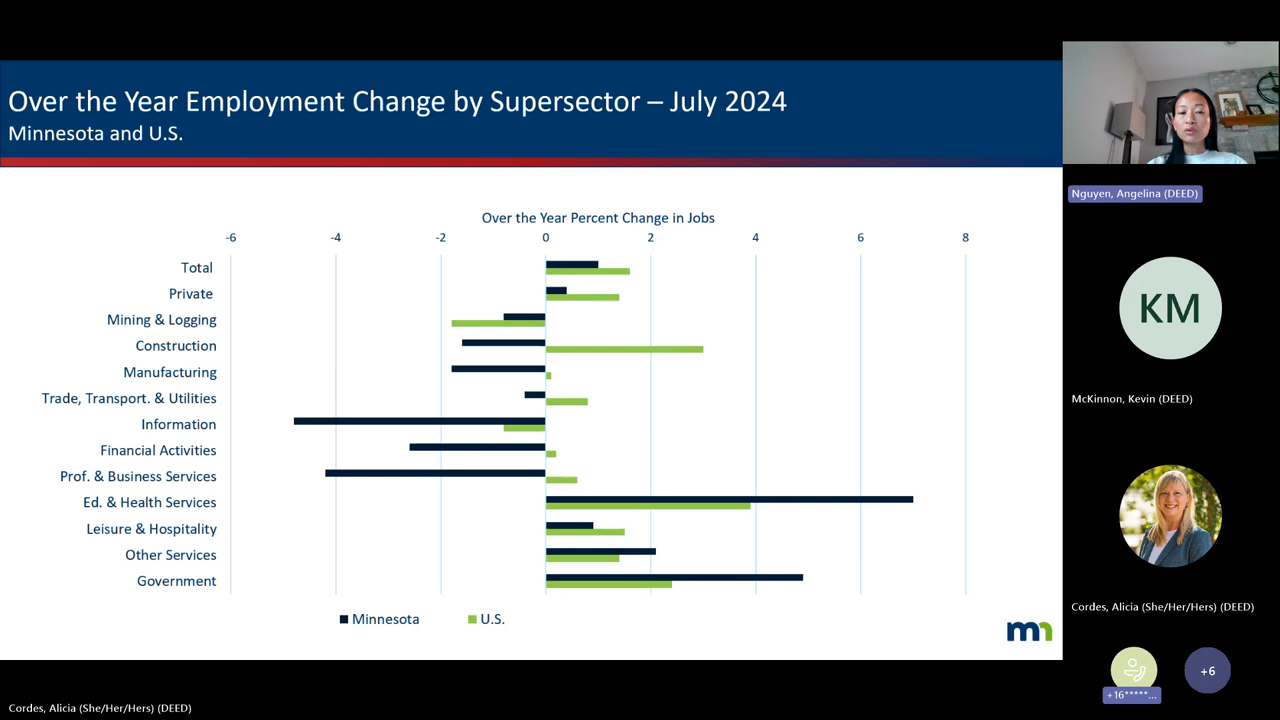 Over the Year Employment Change by Supersector – July 2024
Minnesota and U.S.
Over the Year Percent Change in Jobs
-6 -4 -2 0 2 4 6 8
Total
Private
Mining & Logging
Construction
Manufacturing
Trade, Transport. & Utilities
Information
Financial Activities
Prof. & Business Services
Ed. & Health Services
Leisure & Hospitality
Other Services
Government
Minnesota U.S.
mn
Nguyen, Angelina (DEED)
KM
McKinnon, Kevin (DEED)
Cordes, Alicia (She/Her/Hers) (DEED)
+6
+16*****...
Cordes, Alicia (She/Her/Hers) (DEED)